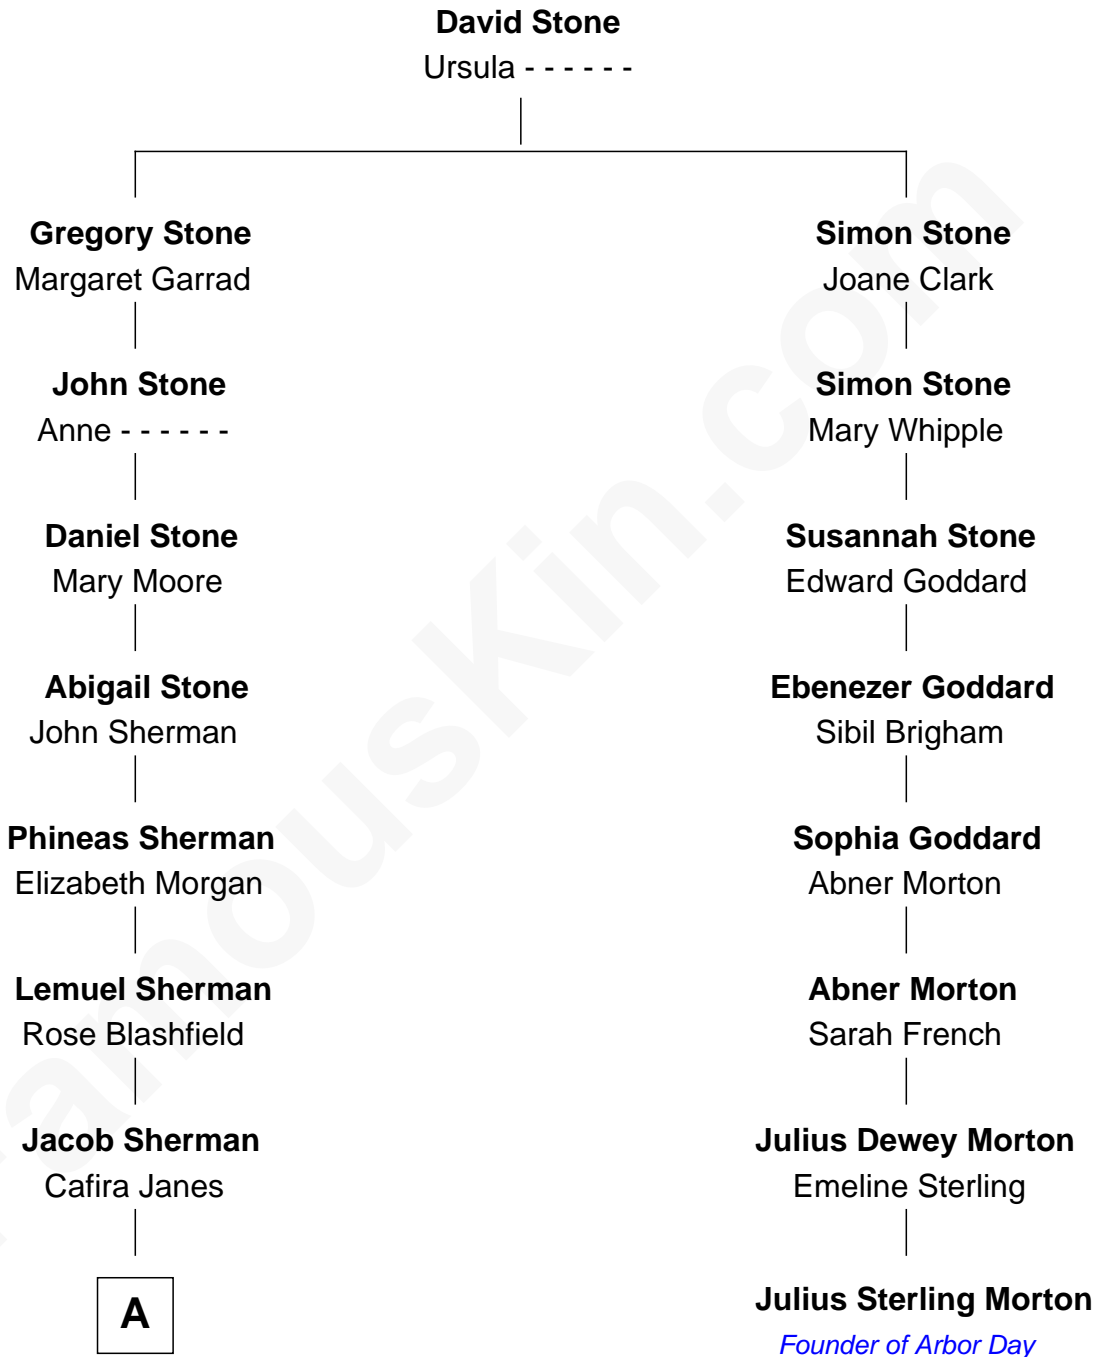 David Stone
Ursula - - - - - -
Gregory Stone
Margaret Garrad
Simon Stone
Joane Clark
John Stone
Anne - - - - - -
Simon Stone
Mary Whipple
Daniel Stone
Mary Moore
Susannah Stone
Edward Goddard
Abigail Stone
John Sherman
Ebenezer Goddard
Sibil Brigham
Phineas Sherman
Elizabeth Morgan
Sophia Goddard
Abner Morton
Lemuel Sherman
Rose Blashfield
Abner Morton
Sarah French
Jacob Sherman
Cafira Janes
Julius Dewey Morton
Emeline Sterling
A
Julius Sterling Morton
Founder of Arbor Day
FamousKin.com